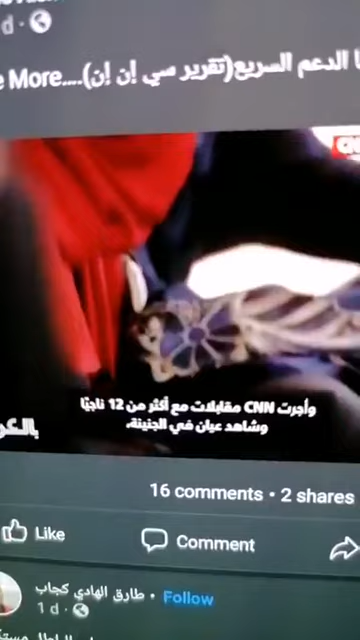 d ·
ا الدعم السريع(تقرير سي إن إن)....More
وأجرت CNN مقابلات مع أكثر من 12 ناجيًا
وشاهد عيان في الجنينة.
16 comments • 2 shares
Like
Comment
طارق الهادي كجاب • Follow
1 d ·